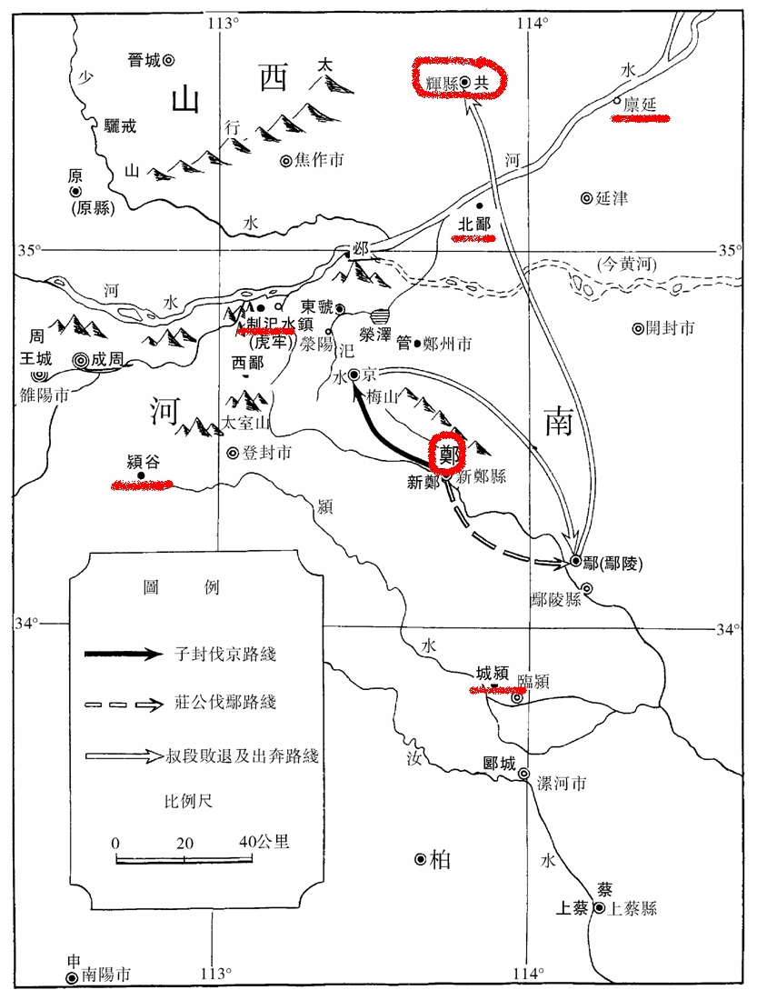 113°
114°
晉城
山
西
太
行
山
少
水
驪戎
原
(原縣)
焦作市
輝縣
共
水
廩延
河
延津
北鄙
35°
35°
邲
(今黄河)
河
水
東虢
制汜水鎮
(虎牢)
滎陽
汜
水
滎澤
管
鄭州市
開封市
周
王城
成周
雒陽市
西鄙
京
梅山
河
南
太室山
登封市
鄭
新鄭
新鄭縣
潁谷
潁
水
鄢(鄢陵)
鄢陵縣
34°
34°
城潁
臨潁
汝
水
郾城
漯河市
柏
蔡
上蔡
上蔡縣
申
南陽市
圖例
子封伐京路綫
莊公伐鄢路綫
叔段敗退及出奔路綫
比例尺
0 20 40公里
113°
114°